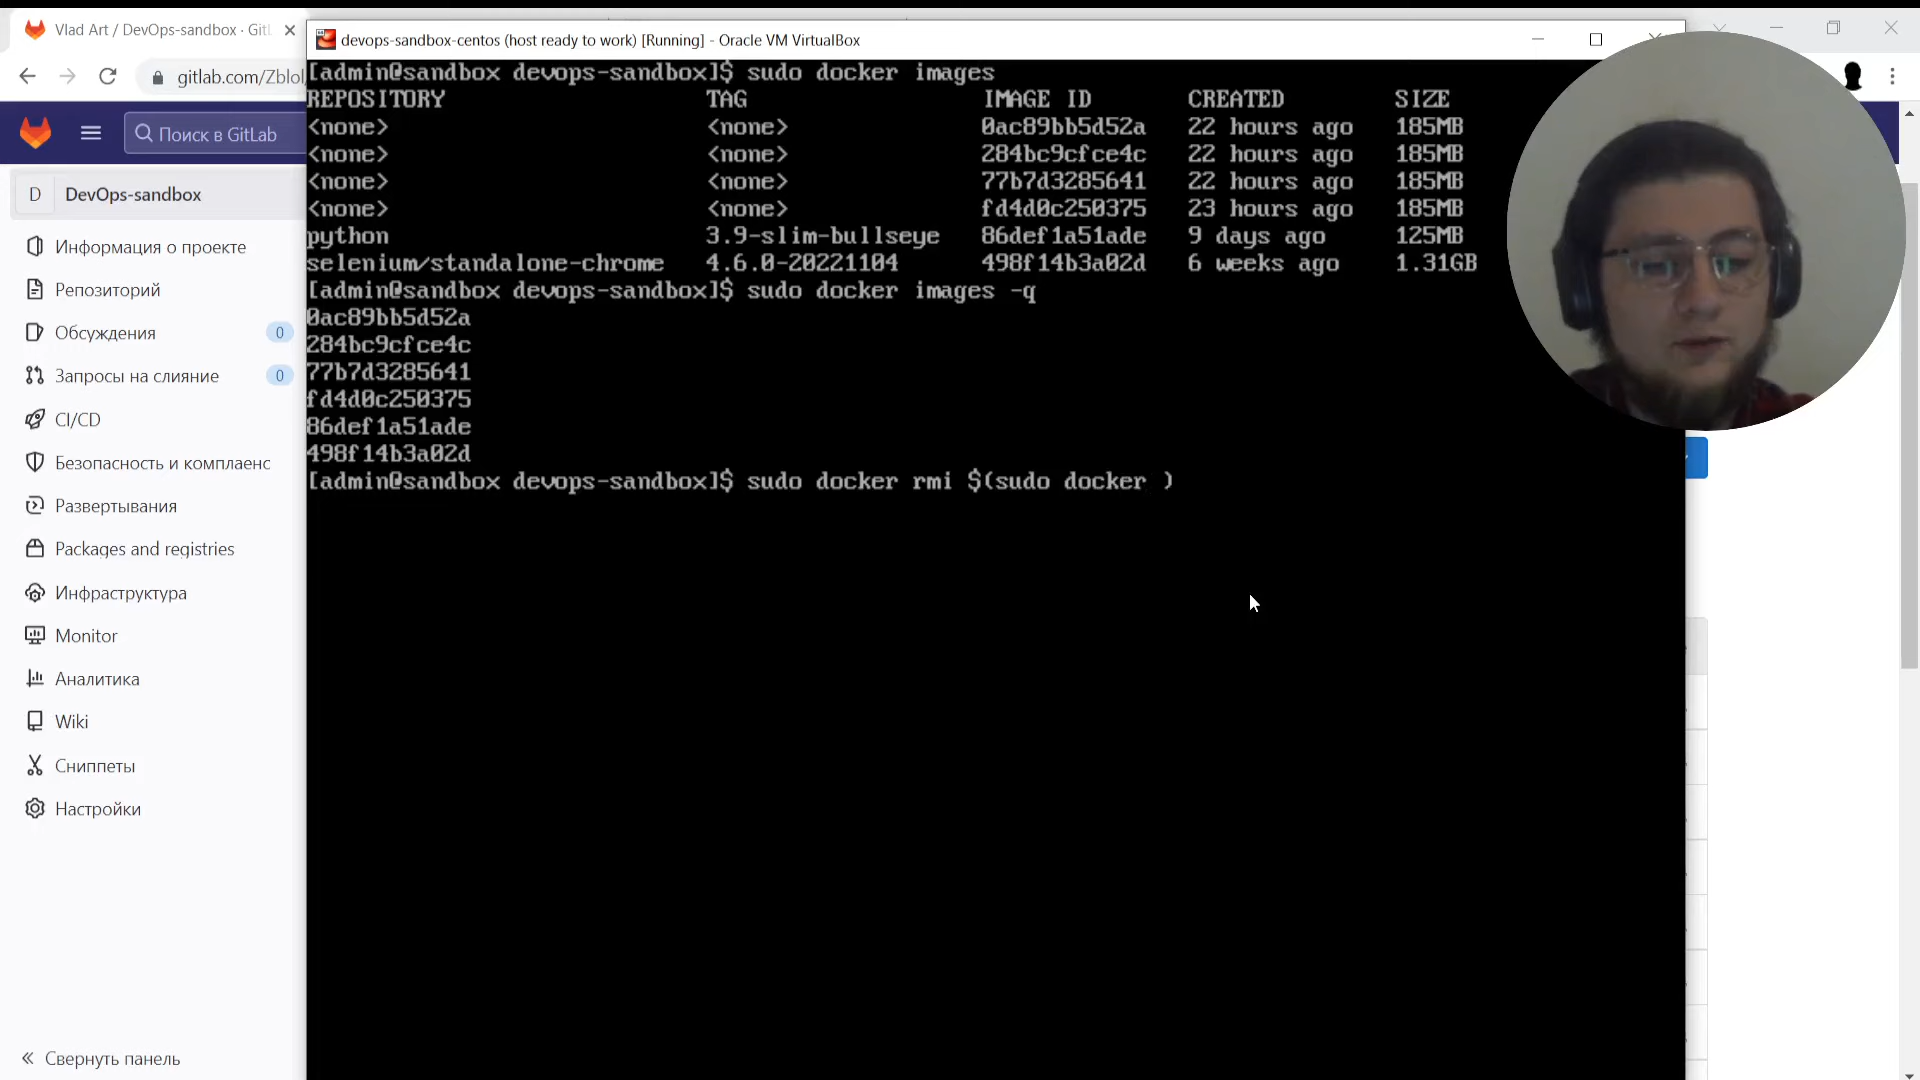 Vlad Art / DevOps-sandbox · GitL
devops-sandbox-centos (host ready to work) [Running] - Oracle VM VirtualBox
gitlab.com/Zblol
Поиск в GitLab
D DevOps-sandbox
Информация о проекте
Репозиторий
Обсуждения 0
Запросы на слияние 0
CI/CD
Безопасность и комплаенс
Развертывания
Packages and registries
Инфраструктура
Monitor
Аналитика
Wiki
Сниппеты
Настройки
Свернуть панель
[admin@sandbox devops-sandbox]$ sudo docker images
REPOSITORY TAG IMAGE ID CREATED SIZE
<none> <none> 0ac89bb5d52a 22 hours ago 185MB
<none> <none> 284bc9cfce4c 22 hours ago 185MB
<none> <none> 77b7d3285641 22 hours ago 185MB
<none> <none> fd4d0c250375 23 hours ago 185MB
python 3.9-slim-bullseye 86def1a51ade 9 days ago 125MB
selenium/standalone-chrome 4.6.0-20221104 498f14b3a02d 6 weeks ago 1.31GB
[admin@sandbox devops-sandbox]$ sudo docker images -q
0ac89bb5d52a
284bc9cfce4c
77b7d3285641
fd4d0c250375
86def1a51ade
498f14b3a02d
[admin@sandbox devops-sandbox]$ sudo docker rmi $(sudo docker )